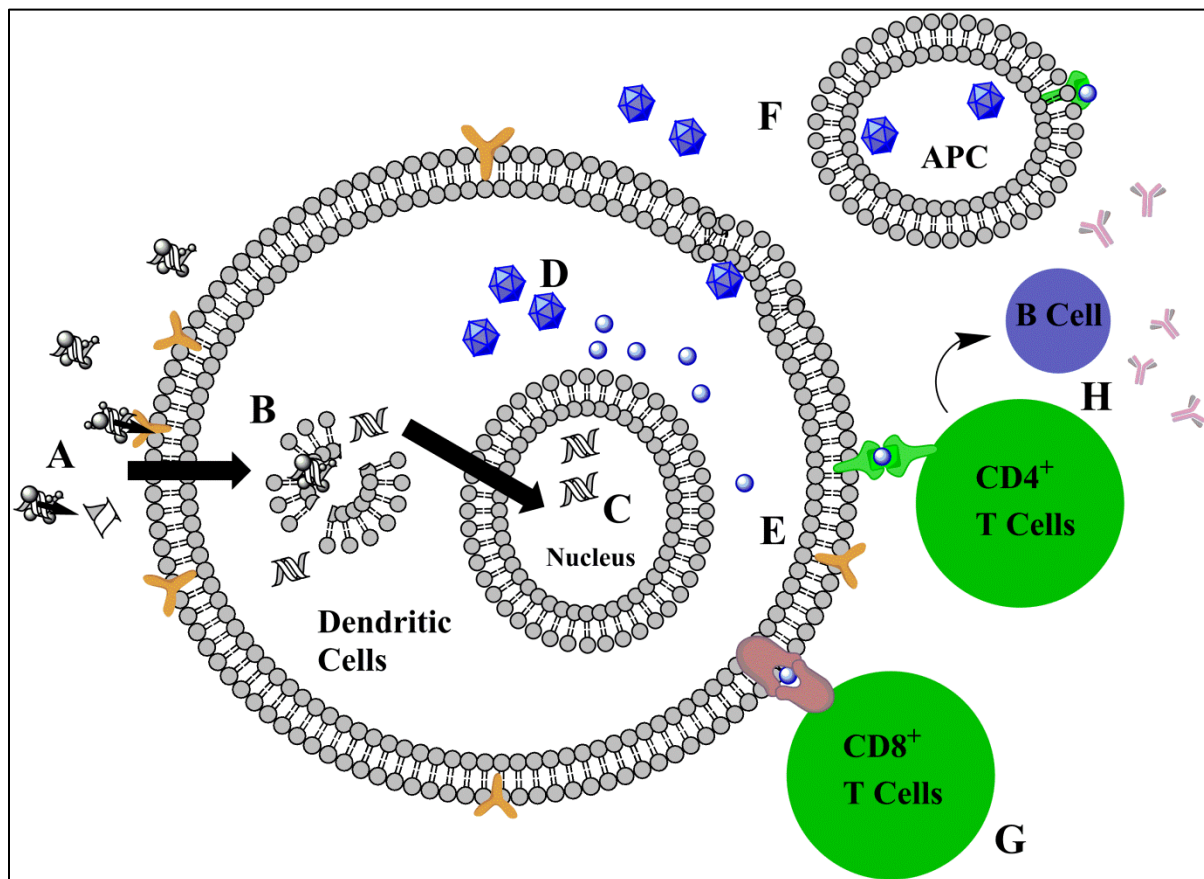 F
APC
D
B Cell
B
H
A
CD4+
T Cells
C
E
Nucleus
Dendritic
Cells
CD8+
T Cells
G